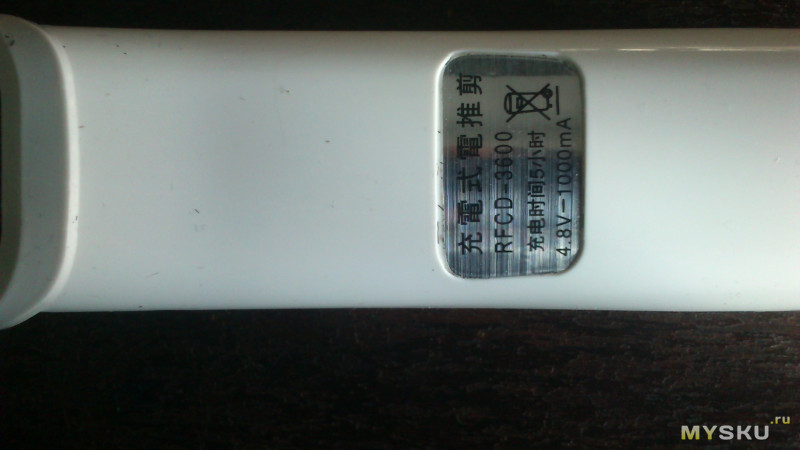 充電式電推剪
RFCD-3600
充电时间5小时
4.8V-1000mA
MYSKU.ru